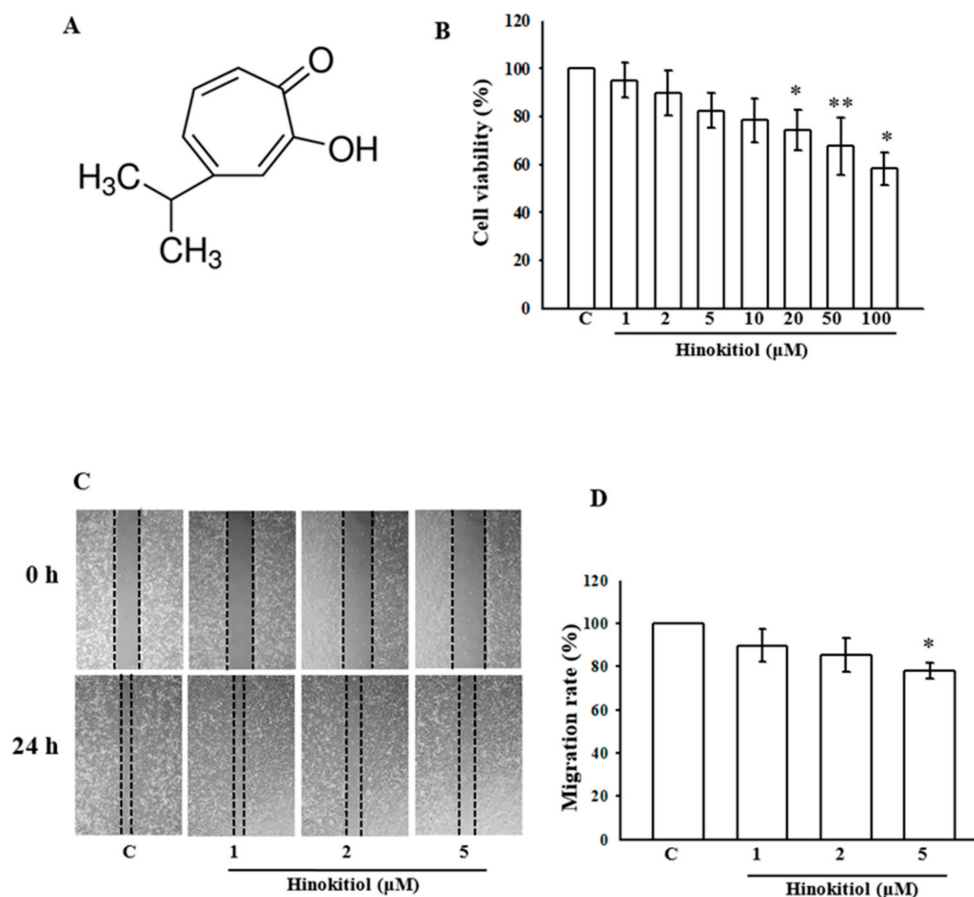 A
O
OH
H3C
CH3
B
Cell viability (%)
120
100
80
60
40
20
0
*
**
*
C 1 2 5 10 20 50 100
Hinokitiol (µM)
C
0 h
24 h
C 1 2 5
Hinokitiol (µM)
D
Migration rate (%)
120
100
80
60
40
20
0
*
C 1 2 5
Hinokitiol (µM)